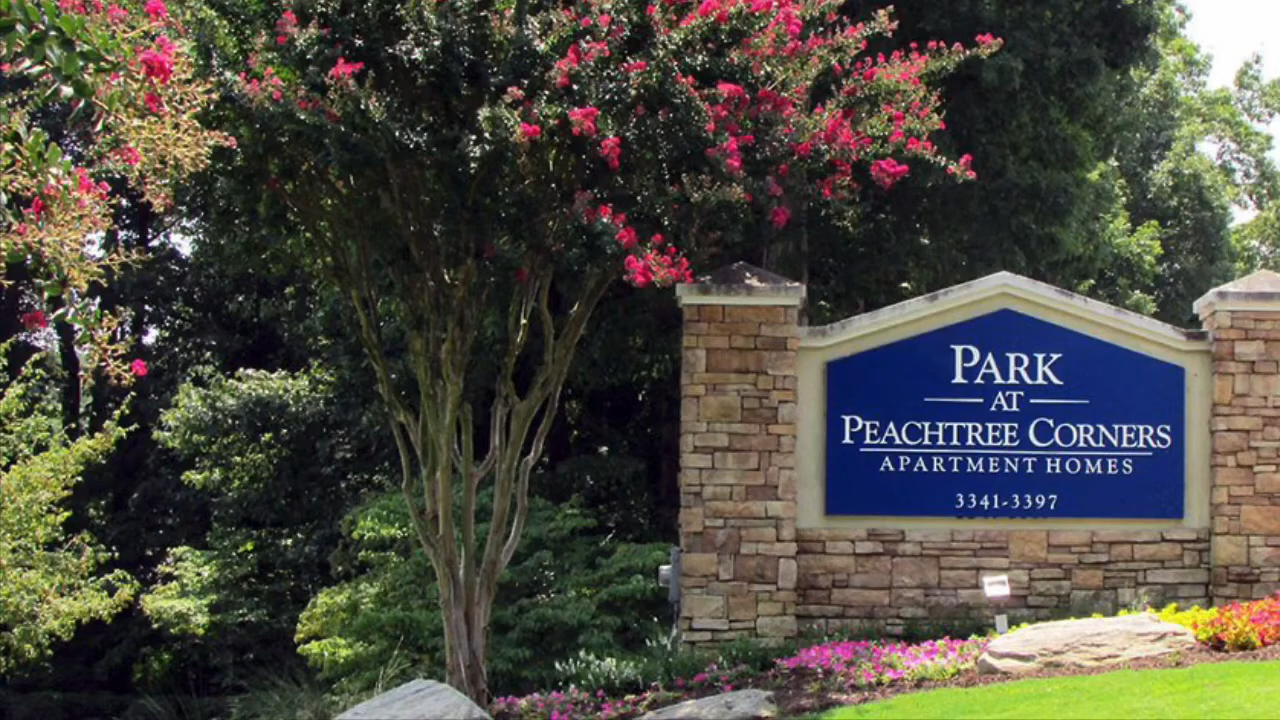 PARK
AT
PEACHTREE CORNERS
APARTMENT HOMES
3341-3397